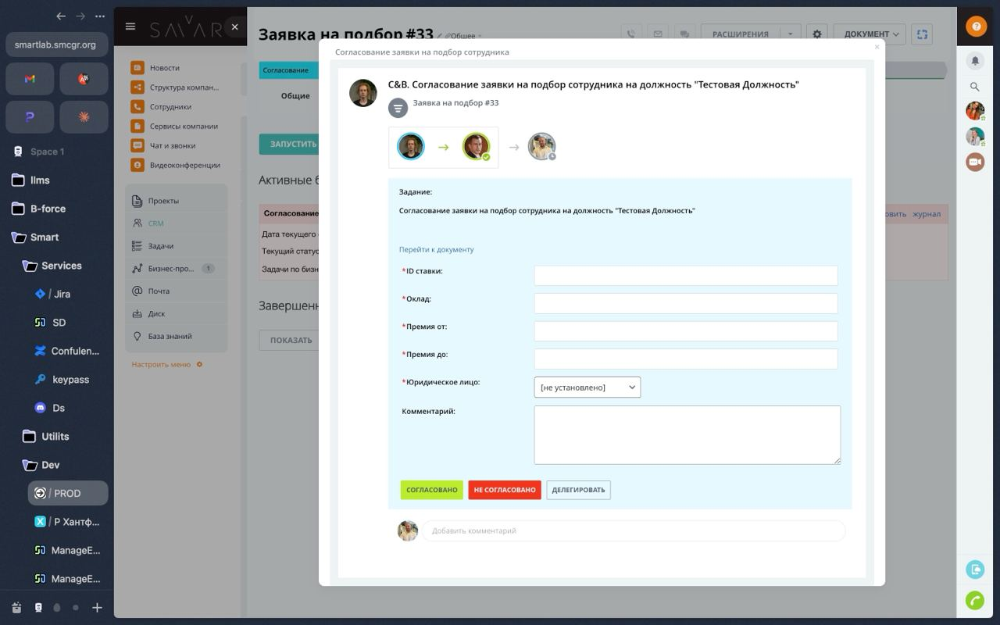 smartlab.smcgr.org
Space 1
llms
B-force
Smart
Services
/ Jira
SD
Confulen...
keypass
Ds
Utilits
Dev
/ PROD
/ Р Хантф...
ManageE...
ManageE...
SAVAR
Новости
Структура компан...
Сотрудники
Сервисы компании
Чат и звонки
Видеоконференции
Проекты
CRM
Задачи
Бизнес-про... 1
Почта
Диск
База знаний
Настроить меню
Заявка на подбор #33
Общее
РАСШИРЕНИЯ
ДОКУМЕНТ
Согласование
Общие
ЗАПУСТИТЬ
Активные б
Согласование
овить журнал
Дата текущего
Текущий статус
Задачи по бизн
Завершенн
ПОКАЗАТЬ
Согласование заявки на подбор сотрудника
C&B. Согласование заявки на подбор сотрудника на должность "Тестовая Должность"
Заявка на подбор #33
Задание:
Согласование заявки на подбор сотрудника на должность "Тестовая Должность"
Перейти к документу
*ID ставки:
*Оклад:
*Премия от:
*Премия до:
*Юридическое лицо:
[не установлено]
Комментарий:
СОГЛАСОВАНО
НЕ СОГЛАСОВАНО
ДЕЛЕГИРОВАТЬ
Добавить комментарий